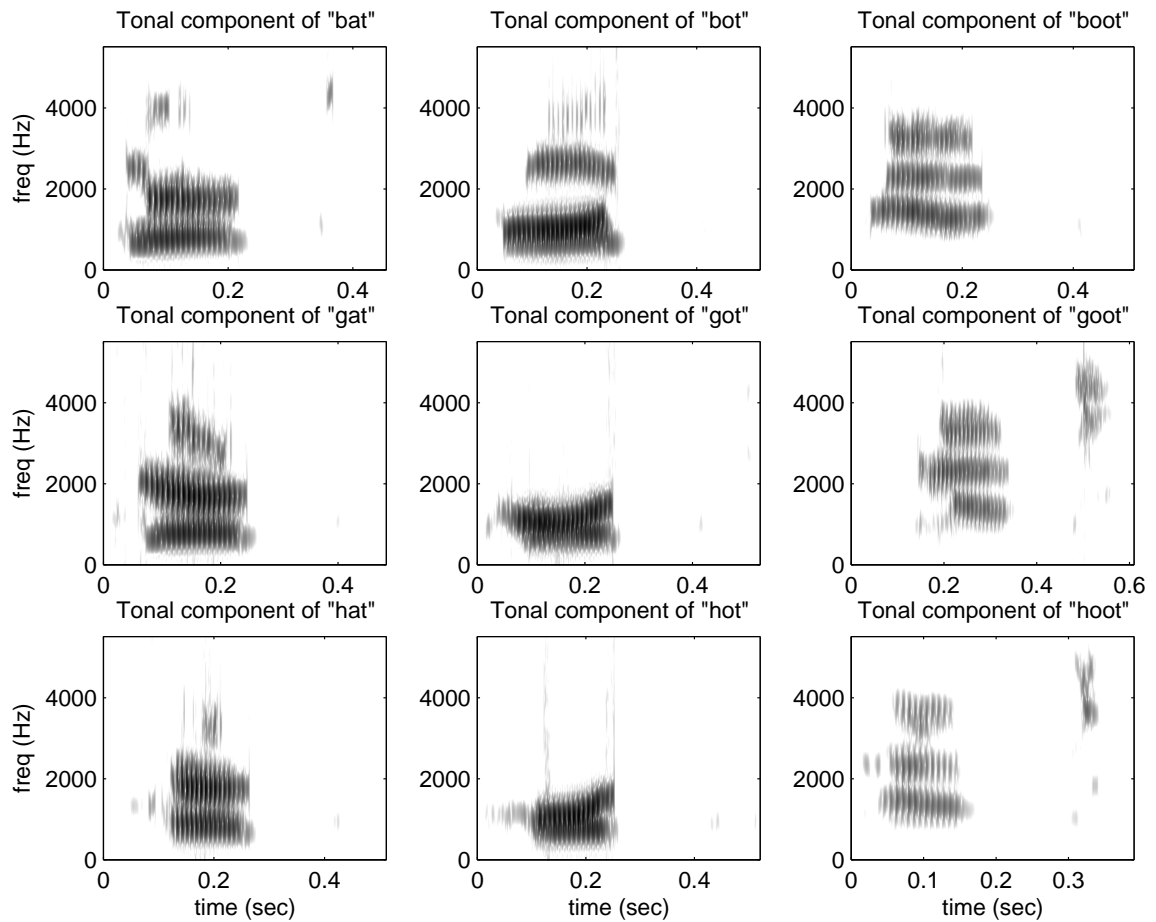 Tonal component of "bat" Tonal component of "bot" Tonal component of "boot"
freq (Hz)
4000 4000 4000
2000 2000 2000
0 0 0
0 0.2 0.4 0 0.2 0.4 0 0.2 0.4
Tonal component of "gat" Tonal component of "got" Tonal component of "goot"
freq (Hz)
4000 4000 4000
2000 2000 2000
0 0 0
0 0.2 0.4 0 0.2 0.4 0 0.2 0.4 0.6
Tonal component of "hat" Tonal component of "hot" Tonal component of "hoot"
freq (Hz)
4000 4000 4000
2000 2000 2000
0 0 0
0 0.2 0.4 0 0.2 0.4 0 0.1 0.2 0.3
time (sec) time (sec) time (sec)